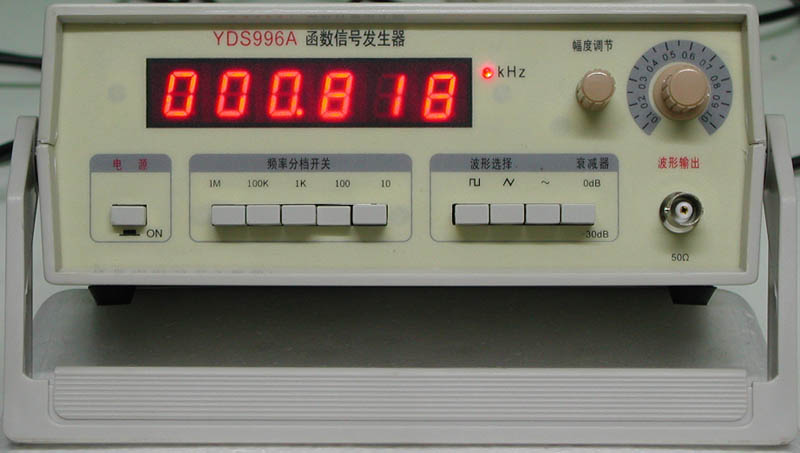 YDS996A 函数信号发生器
000.818
kHz
幅度调节
0.1 0.2 0.3 0.4 0.5 0.6 0.7 0.8 0.9 1.0
电 源
ON
频率分档开关
1M 100K 1K 100 10
波形选择 衰减器
0dB
-30dB
波形输出
50Ω